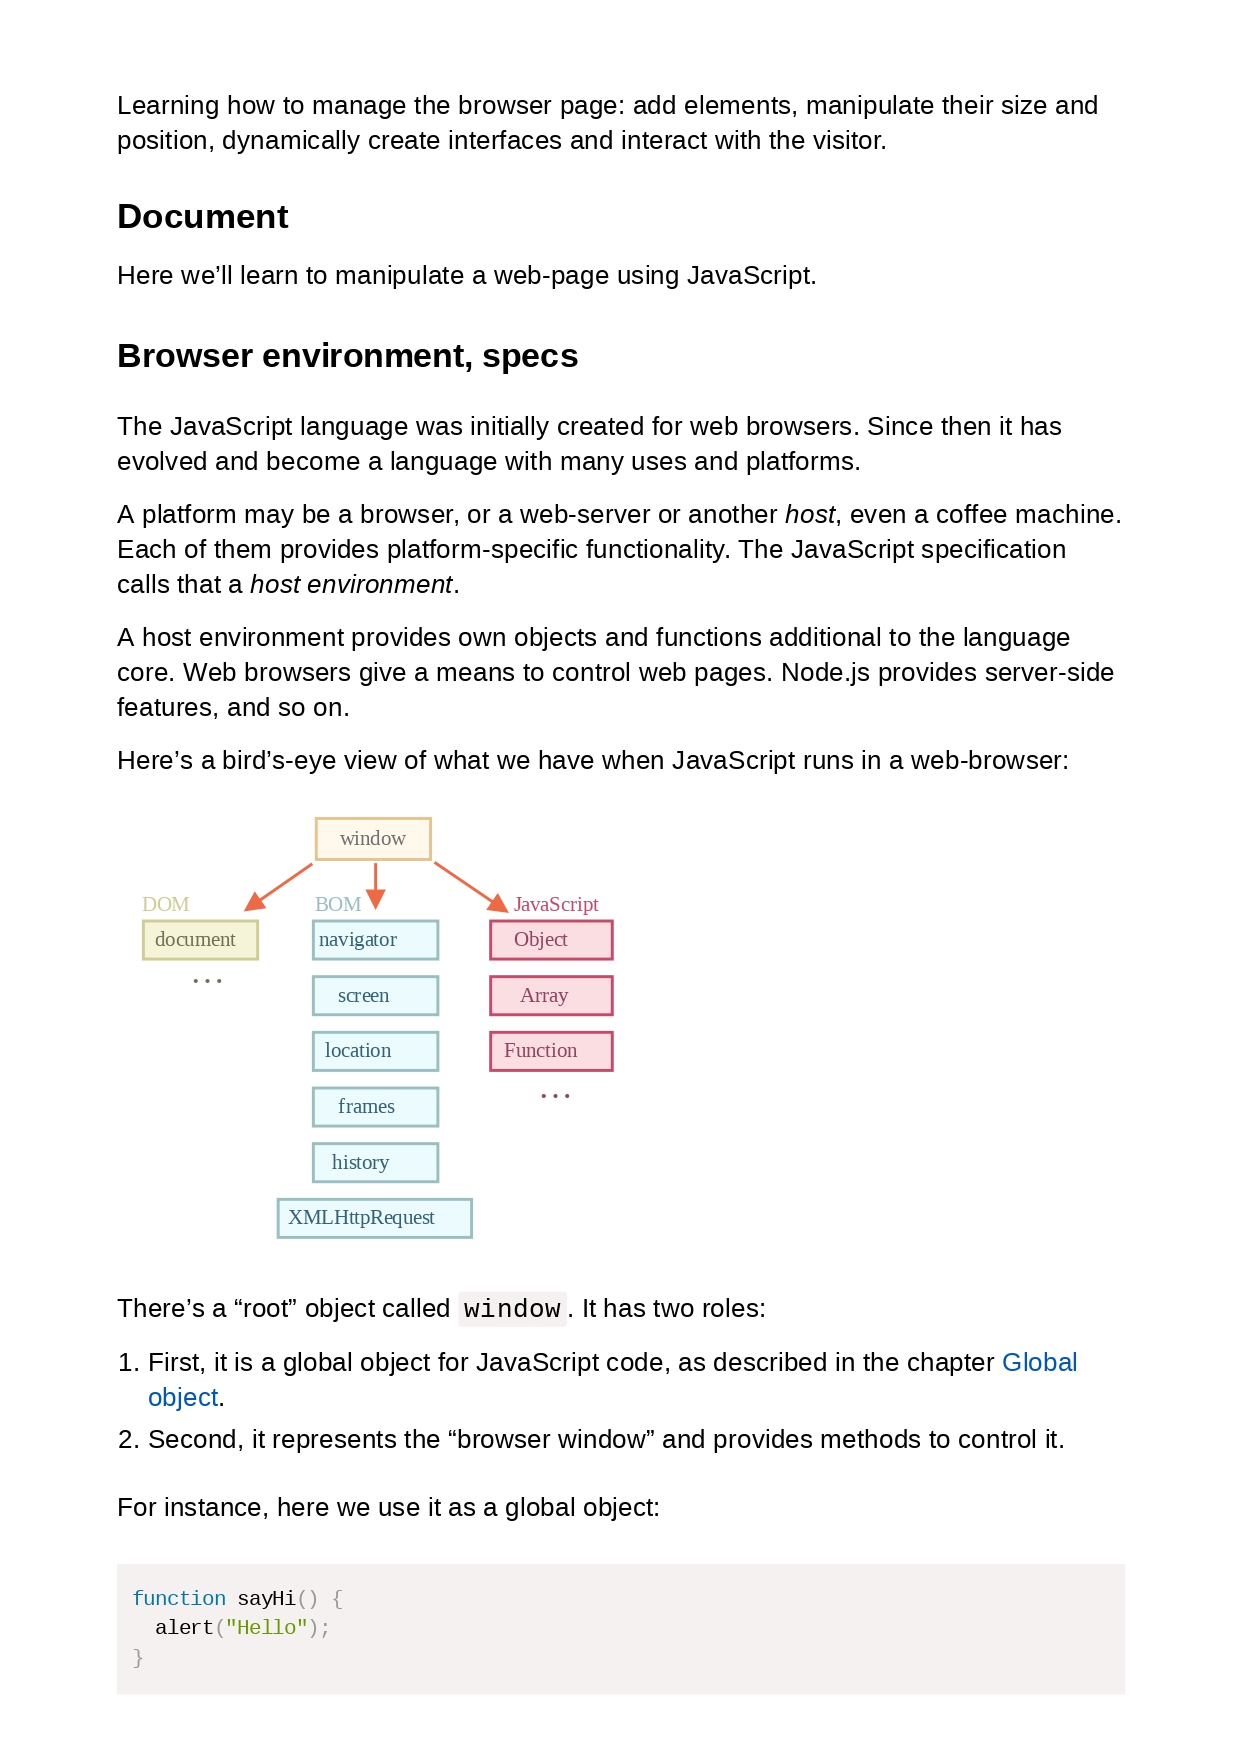 Learning how to manage the browser page: add elements, manipulate their size and
position, dynamically create interfaces and interact with the visitor.
Document
Here we’ll learn to manipulate a web-page using JavaScript.
Browser environment, specs
The JavaScript language was initially created for web browsers. Since then it has
evolved and become a language with many uses and platforms.
A platform may be a browser, or a web-server or another host, even a coffee machine.
Each of them provides platform-specific functionality. The JavaScript specification
calls that a host environment.
A host environment provides own objects and functions additional to the language
core. Web browsers give a means to control web pages. Node.js provides server-side
features, and so on.
Here’s a bird’s-eye view of what we have when JavaScript runs in a web-browser:
window
DOM BOM JavaScript
document navigator Object
... screen Array
location Function
frames ...
history
XMLHttpRequest
There’s a “root” object called window. It has two roles:
1. First, it is a global object for JavaScript code, as described in the chapter Global
object.
2. Second, it represents the “browser window” and provides methods to control it.
For instance, here we use it as a global object:
function sayHi() {
  alert("Hello");
}